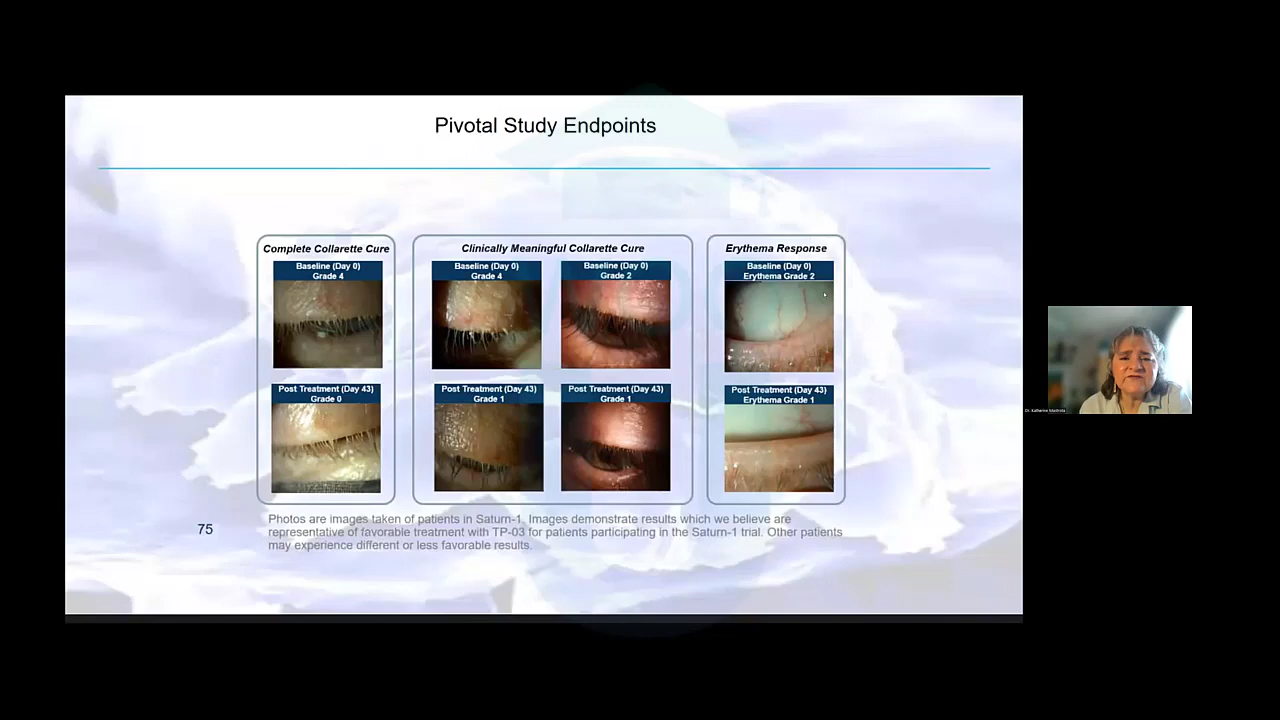 Pivotal Study Endpoints
Complete Collarette Cure
Baseline (Day 0)
Grade 4
Post Treatment (Day 43)
Grade 0
Clinically Meaningful Collarette Cure
Baseline (Day 0)
Grade 4
Baseline (Day 0)
Grade 2
Post Treatment (Day 43)
Grade 1
Post Treatment (Day 43)
Grade 1
Erythema Response
Baseline (Day 0)
Erythema Grade 2
Post Treatment (Day 43)
Erythema Grade 1
Photos are images taken of patients in Saturn-1. Images demonstrate results which we believe are
representative of favorable treatment with TP-03 for patients participating in the Saturn-1 trial. Other patients
may experience different or less favorable results.
75
Dr. Katherine